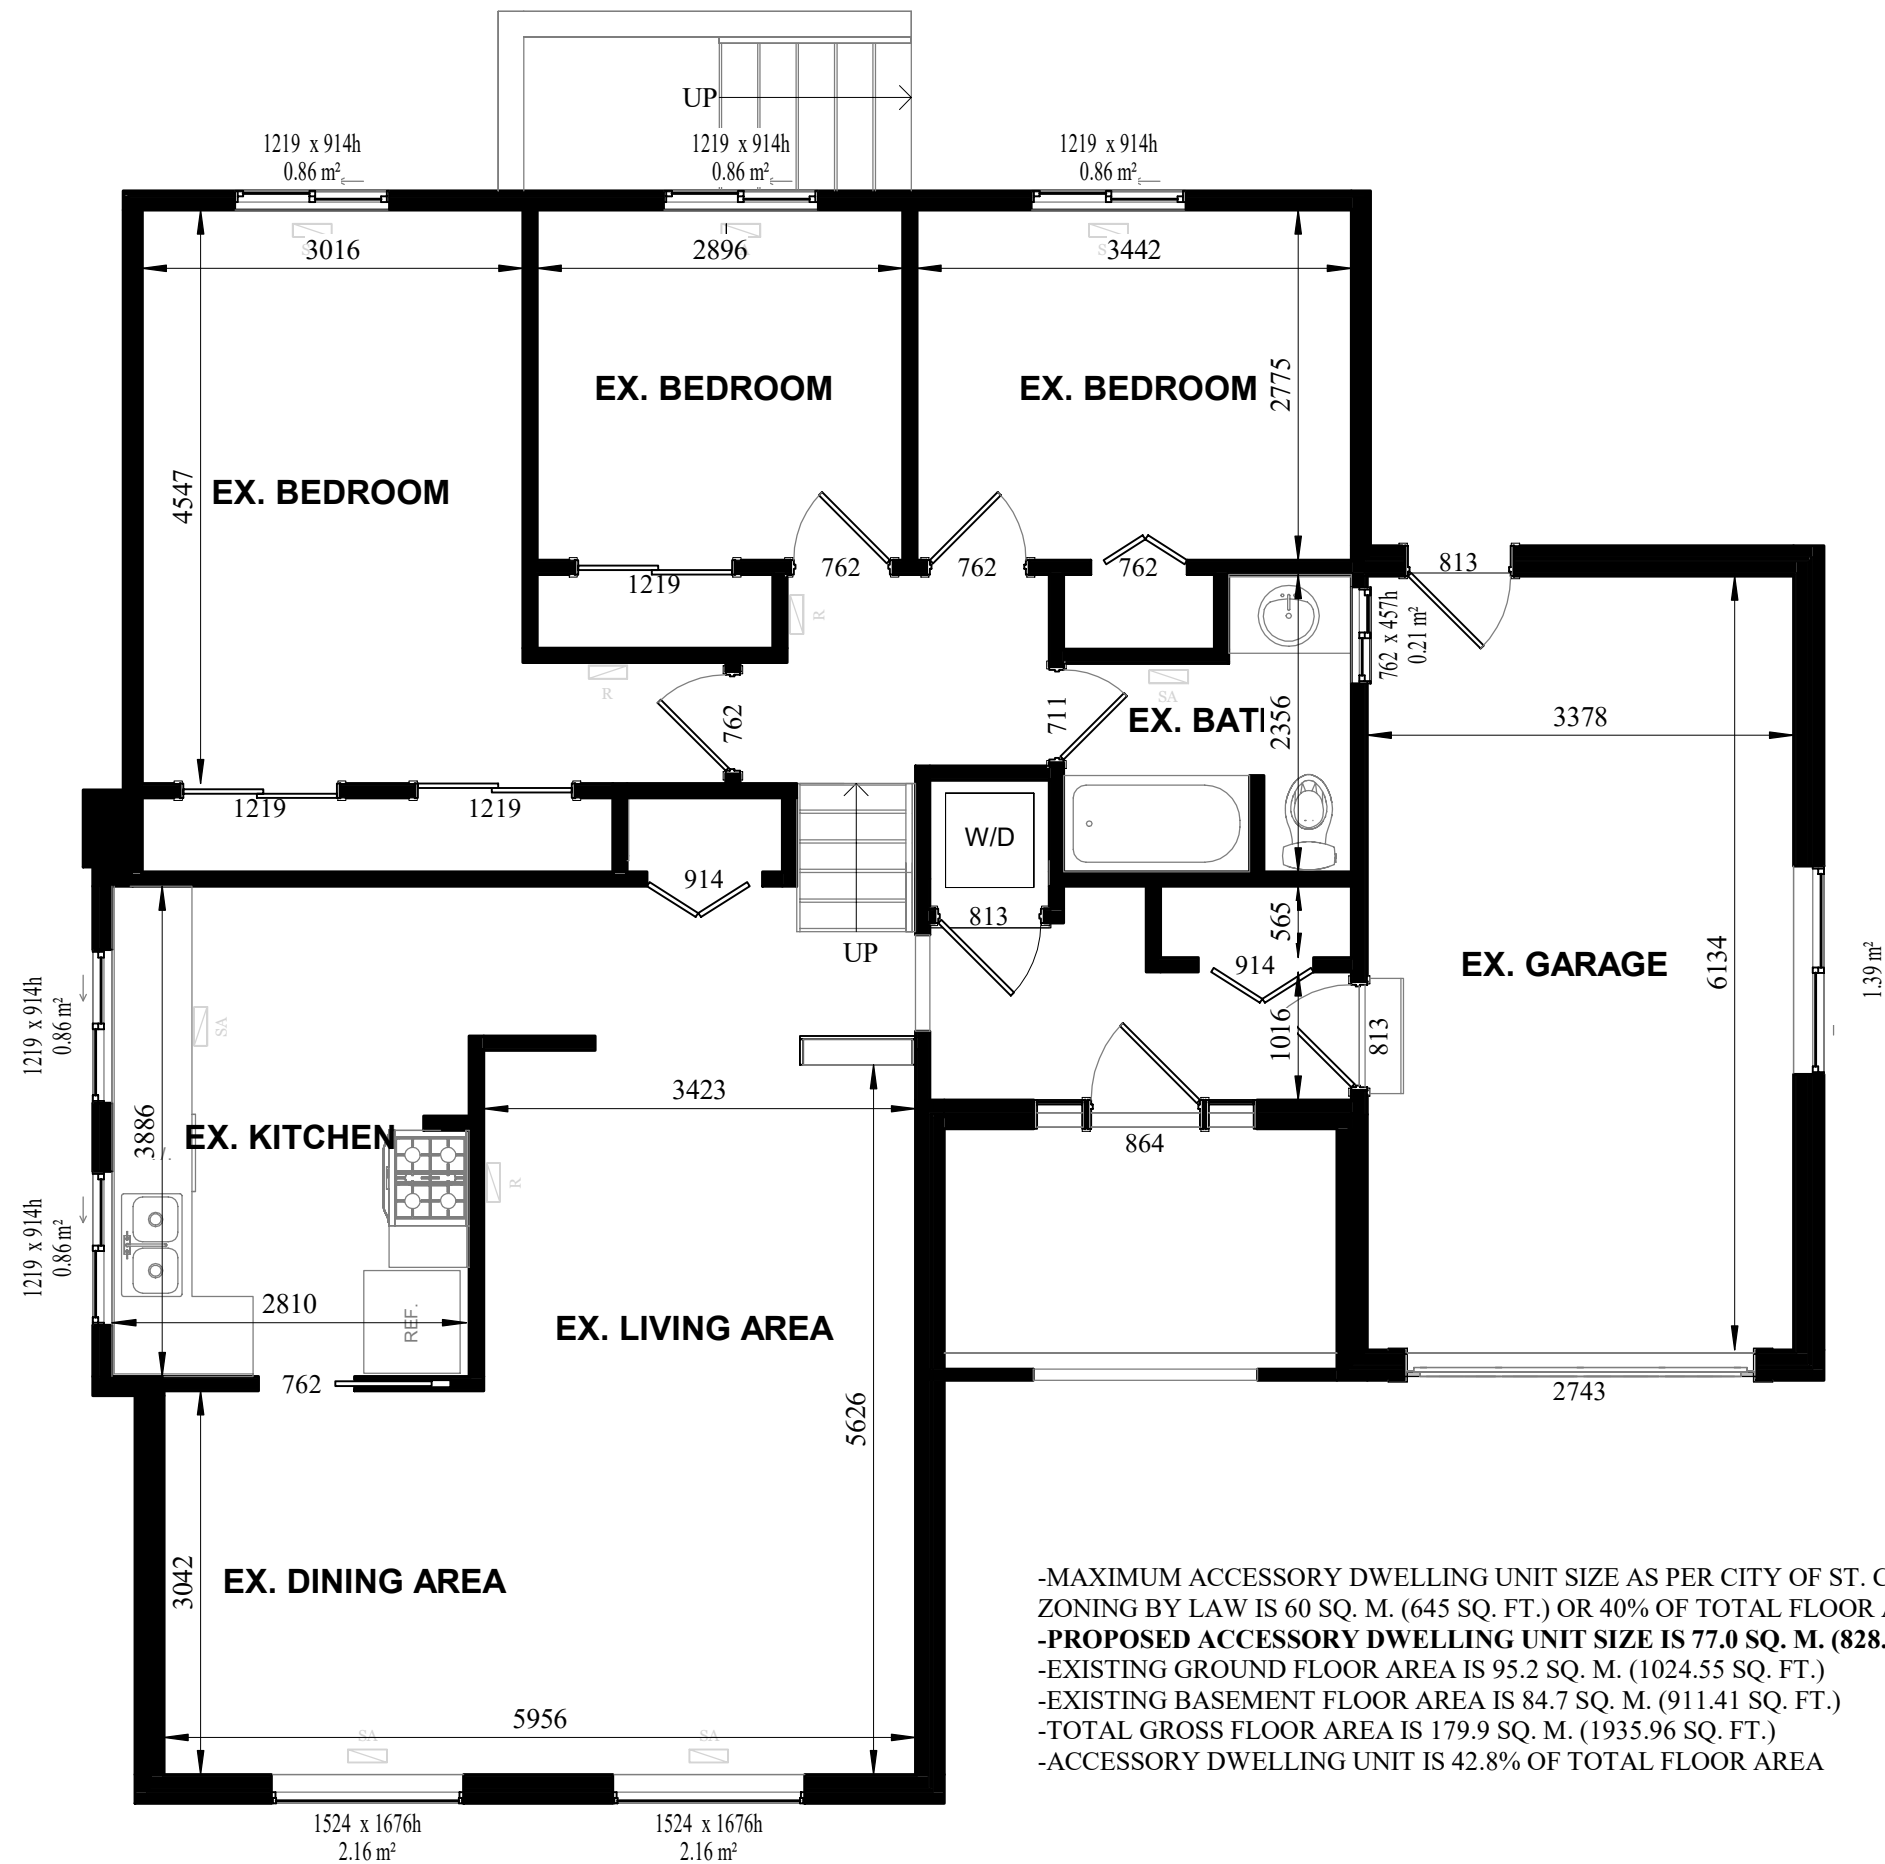 UP
1219 x 914h
0.86 m²
1219 x 914h
0.86 m²
1219 x 914h
0.86 m²
3016
2896
3442
EX. BEDROOM
EX. BEDROOM
2775
4547
EX. BEDROOM
762
762
762
813
1219
R
762 x 457h
0.21 m²
R
SA
762
711
EX. BAT
2356
3378
1219
1219
W/D
914
813
565
UP
914
EX. GARAGE
6134
1.39 m²
1219 x 914h
0.86 m²
SA
1016
813
3423
3886
EX. KITCHEN
864
R
1219 x 914h
0.86 m²
2810
REF.
EX. LIVING AREA
762
2743
5626
3042
EX. DINING AREA
-MAXIMUM ACCESSORY DWELLING UNIT SIZE AS PER CITY OF ST.
ZONING BY LAW IS 60 SQ. M. (645 SQ. FT.) OR 40% OF TOTAL FLOOR
-PROPOSED ACCESSORY DWELLING UNIT SIZE IS 77.0 SQ. M. (828.
-EXISTING GROUND FLOOR AREA IS 95.2 SQ. M. (1024.55 SQ. FT.)
-EXISTING BASEMENT FLOOR AREA IS 84.7 SQ. M. (911.41 SQ. FT.)
-TOTAL GROSS FLOOR AREA IS 179.9 SQ. M. (1935.96 SQ. FT.)
-ACCESSORY DWELLING UNIT IS 42.8% OF TOTAL FLOOR AREA
5956
SA
SA
1524 x 1676h
2.16 m²
1524 x 1676h
2.16 m²